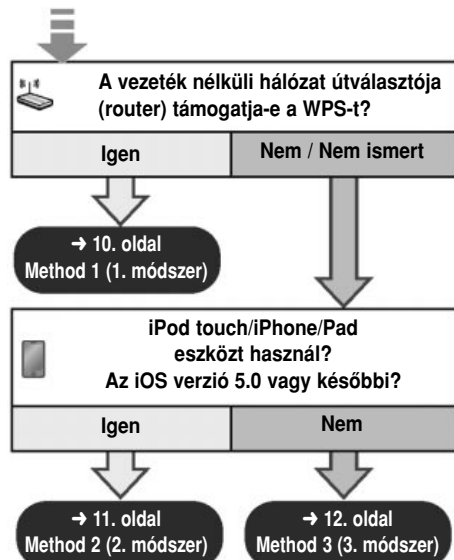 A vezeték nélküli hálózat útválasztója
(router) támogatja-e a WPS-t?
Igen
Nem / Nem ismert
➜ 10. oldal
Method 1 (1. módszer)
iPod touch/iPhone/Pad
eszközt használ?
Az iOS verzió 5.0 vagy későbbi?
Igen
Nem
➜ 11. oldal
Method 2 (2. módszer)
➜ 12. oldal
Method 3 (3. módszer)